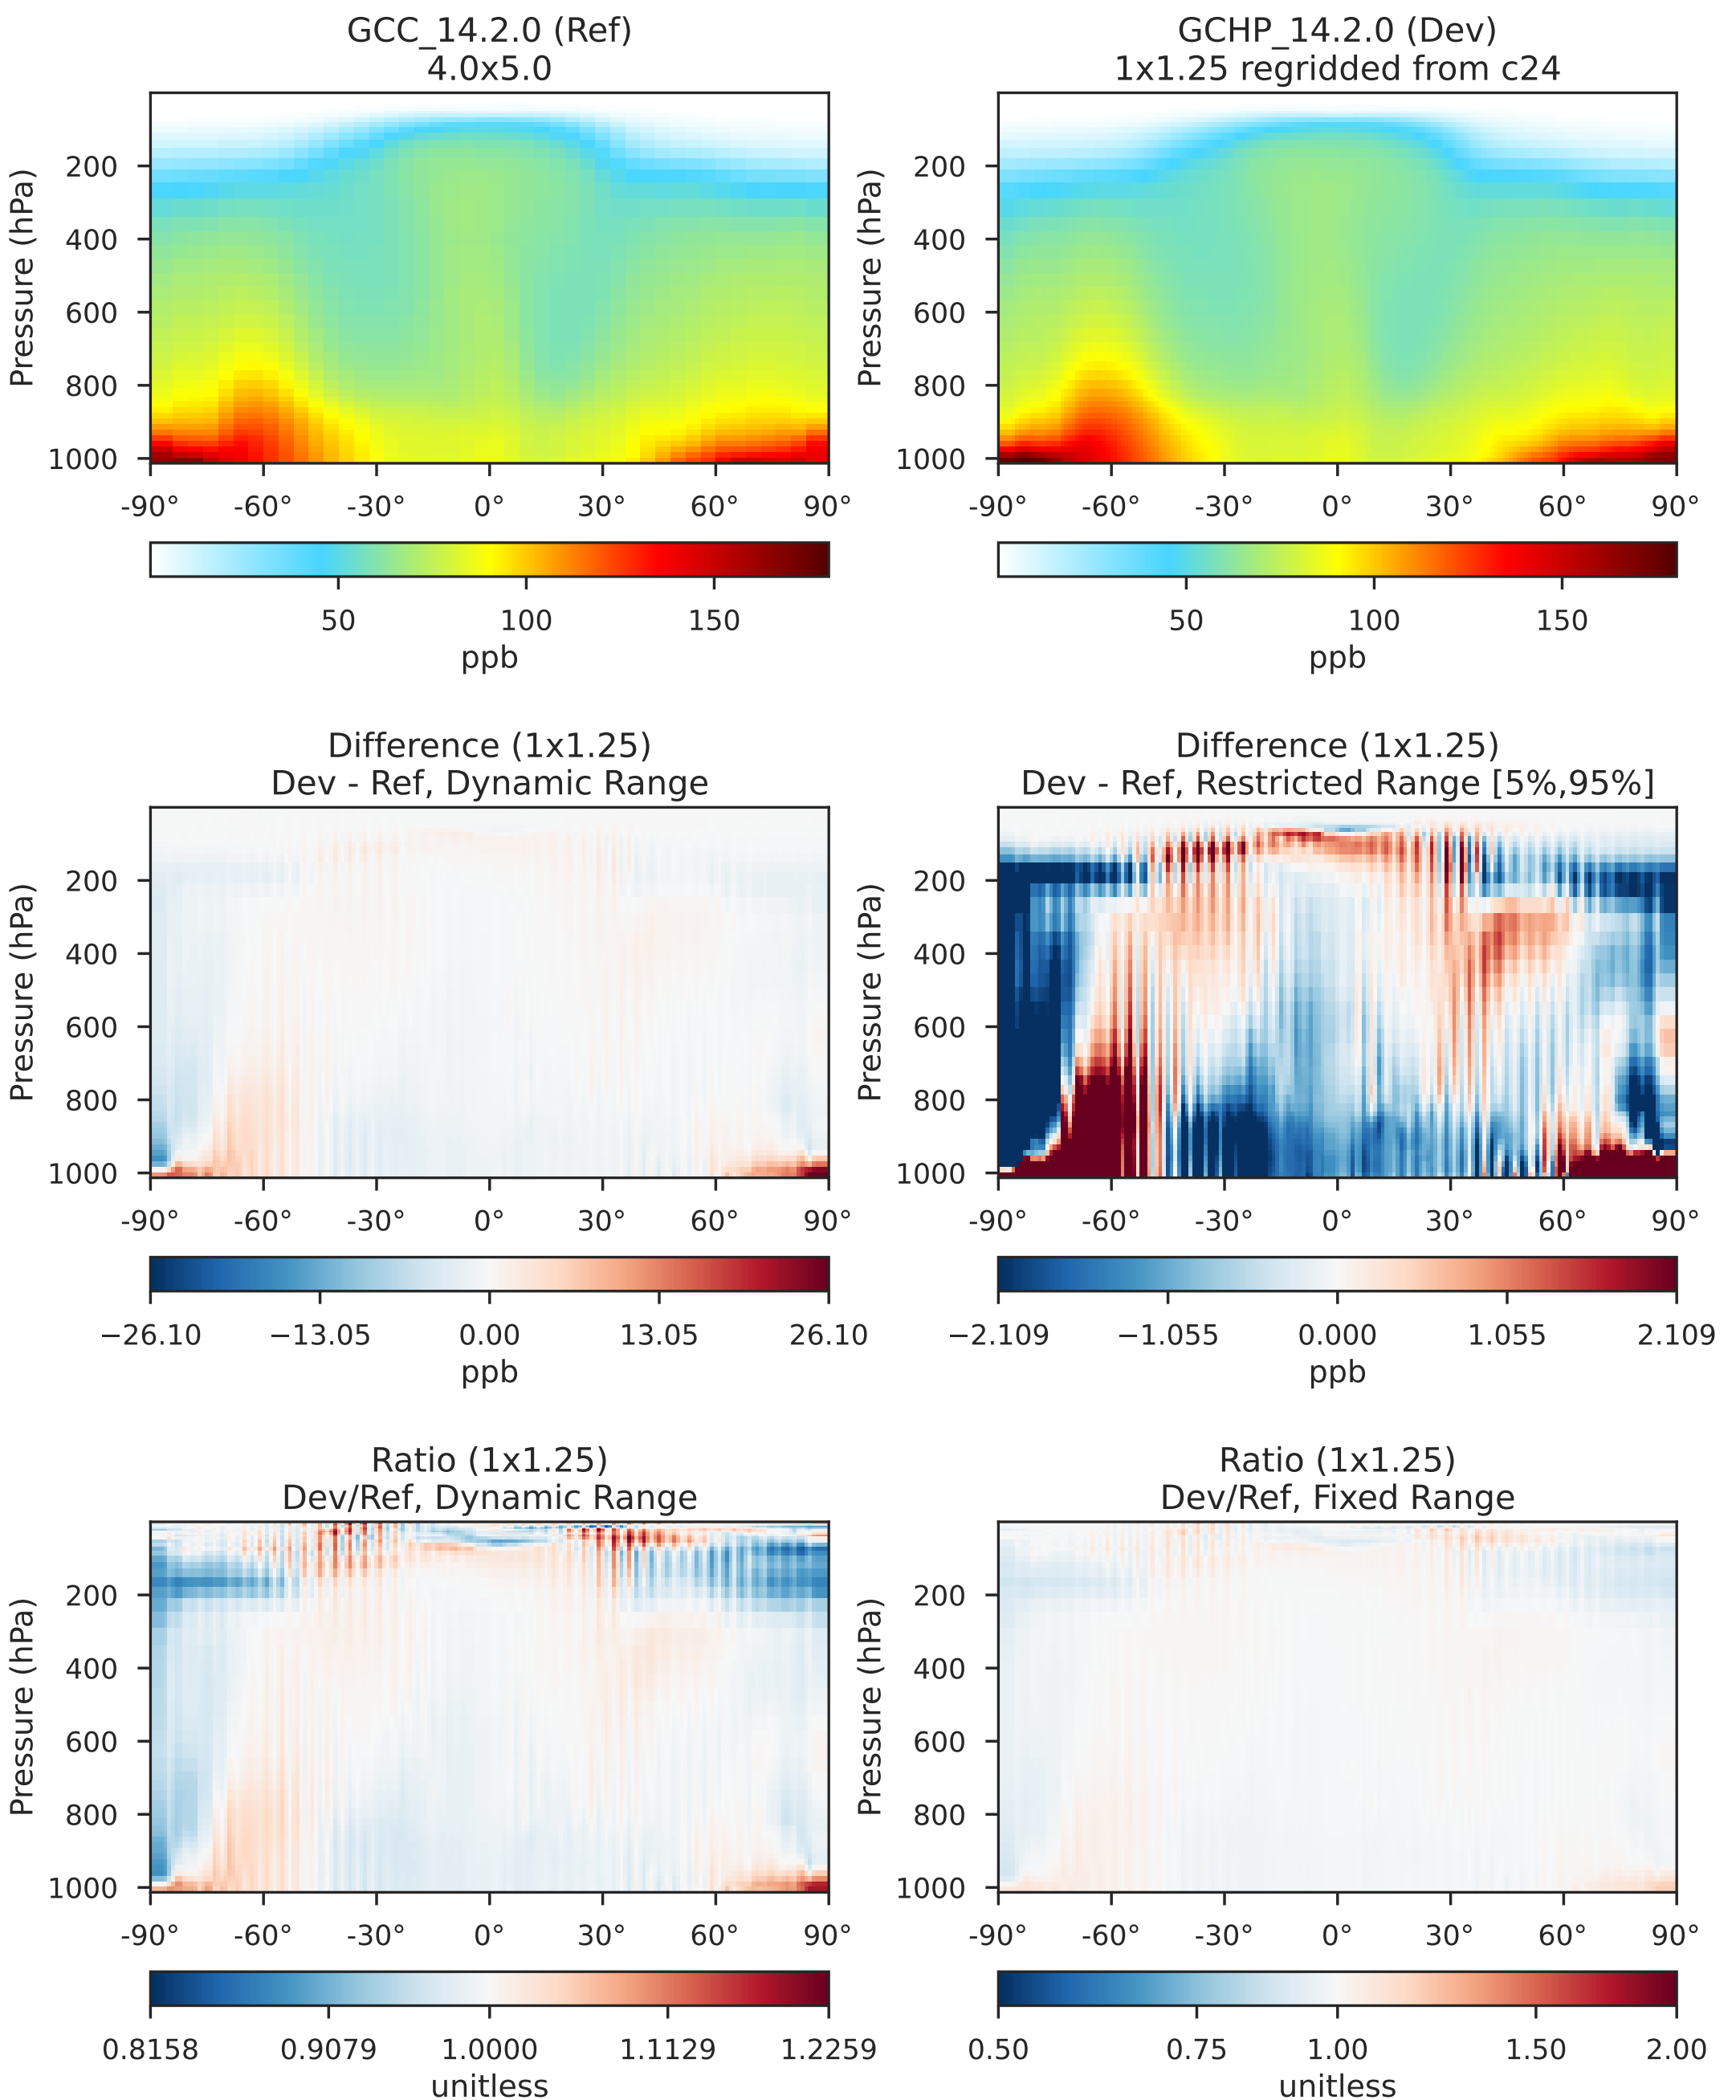 GCC_14.2.0 (Ref)
4.0x5.0
Pressure (hPa)
200
400
600
800
1000
-90° -60° -30° 0° 30° 60° 90°
50 100 150
ppb
GCHP_14.2.0 (Dev)
1x1.25 regridded from c24
Pressure (hPa)
200
400
600
800
1000
-90° -60° -30° 0° 30° 60° 90°
50 100 150
ppb
Difference (1x1.25)
Dev - Ref, Dynamic Range
Pressure (hPa)
200
400
600
800
1000
-90° -60° -30° 0° 30° 60° 90°
−26.10 −13.05 0.00 13.05 26.10
ppb
Difference (1x1.25)
Dev - Ref, Restricted Range [5%,95%]
Pressure (hPa)
200
400
600
800
1000
-90° -60° -30° 0° 30° 60° 90°
−2.109 −1.055 0.000 1.055 2.109
ppb
Ratio (1x1.25)
Dev/Ref, Dynamic Range
Pressure (hPa)
200
400
600
800
1000
-90° -60° -30° 0° 30° 60° 90°
0.8158 0.9079 1.0000 1.1129 1.2259
unitless
Ratio (1x1.25)
Dev/Ref, Fixed Range
Pressure (hPa)
200
400
600
800
1000
-90° -60° -30° 0° 30° 60° 90°
0.50 0.75 1.00 1.50 2.00
unitless